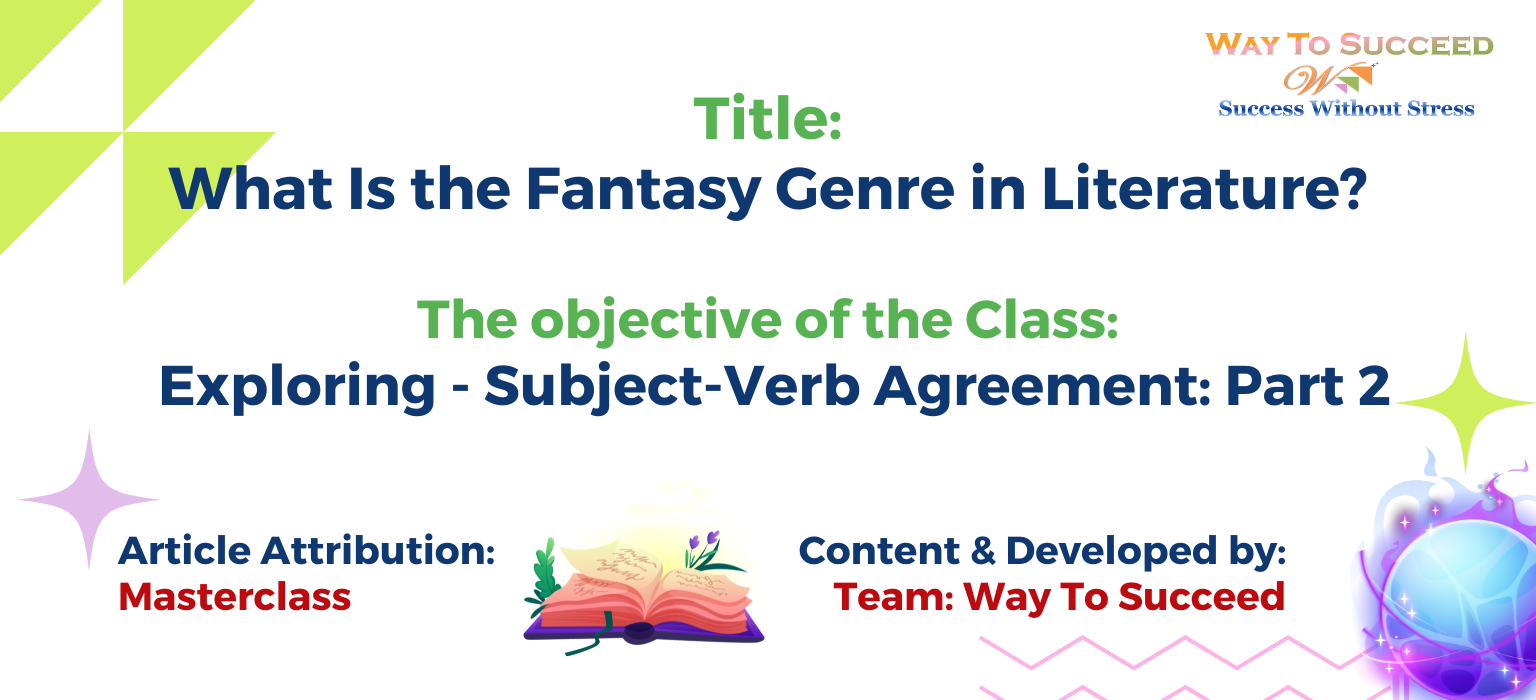 WAY TO SUCCEED
W
Success Without Stress
Title:
What Is the Fantasy Genre in Literature?
The objective of the Class:
Exploring - Subject-Verb Agreement: Part 2
Article Attribution:
Masterclass
Content & Developed by:
Team: Way To Succeed